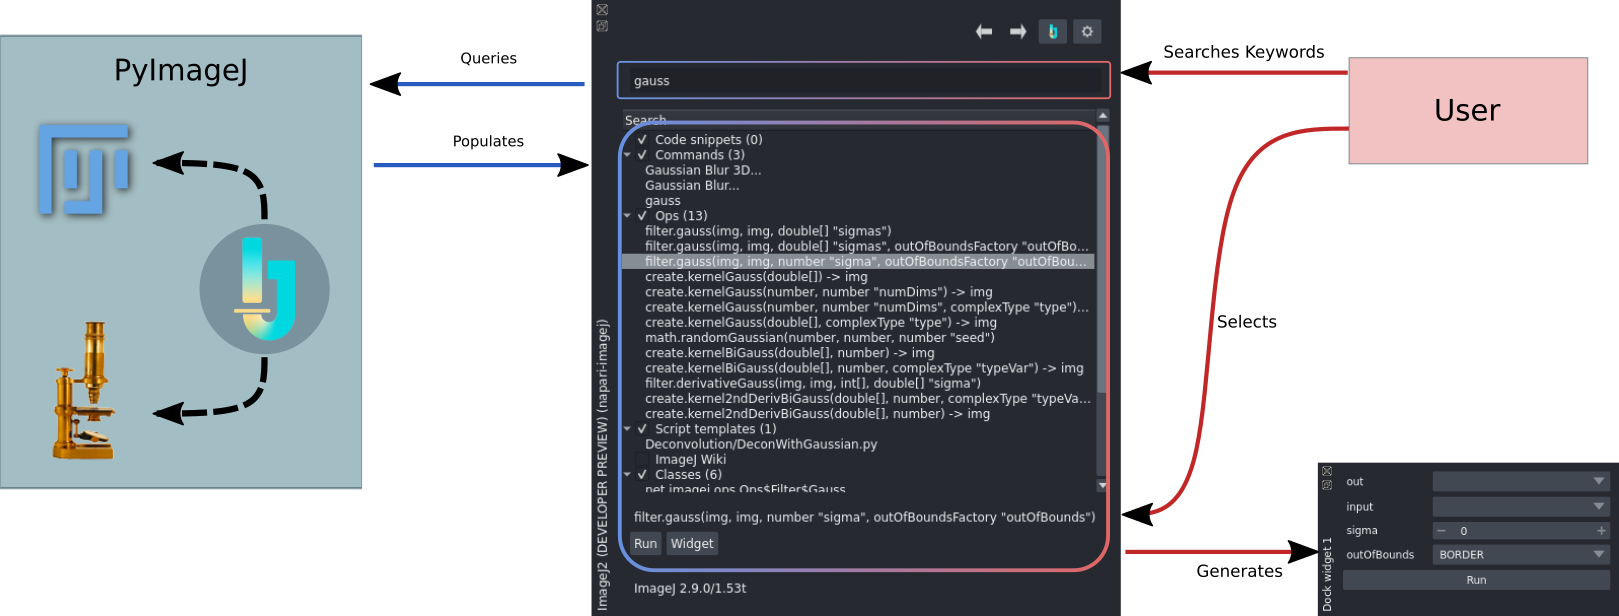 PyImageJ
Queries
Populates
ImageJ2 (DEVELOPER PREVIEW) (napari-imagej)
gauss
Search
Code snippets (0)
Commands (3)
Gaussian Blur 3D...
Gaussian Blur...
gauss
Ops (13)
filter.gauss(img, img, double[] "sigmas")
filter.gauss(img, img, double[] "sigmas", outOfBoundsFactory "outOfBo...
filter.gauss(img, img, number "sigma", outOfBoundsFactory "outOfBou...
create.kernelGauss(double[]) -> img
create.kernelGauss(number, number "numDims") -> img
create.kernelGauss(number, number "numDims", complexType "type")...
create.kernelGauss(double[], complexType "type") -> img
math.randomGaussian(number, number, number "seed")
create.kernelBiGauss(double[], number) -> img
create.kernelBiGauss(double[], number, complexType "typeVar") -> img
filter.derivativeGauss(img, img, int[], double[] "sigma")
create.kernel2ndDerivBiGauss(double[], number, complexType "typeVa...
create.kernel2ndDerivBiGauss(double[], number) -> img
Script templates (1)
Deconvolution/DeconWithGaussian.py
ImageJ Wiki
Classes (6)
net.imagej.ops.Ops$Filter$Gauss
filter.gauss(img, img, number "sigma", outOfBoundsFactory "outOfBounds")
Run Widget
ImageJ 2.9.0/1.53t
Searches Keywords
User
Selects
Generates
Dock widget 1
out
input
sigma 0
outOfBounds BORDER
Run